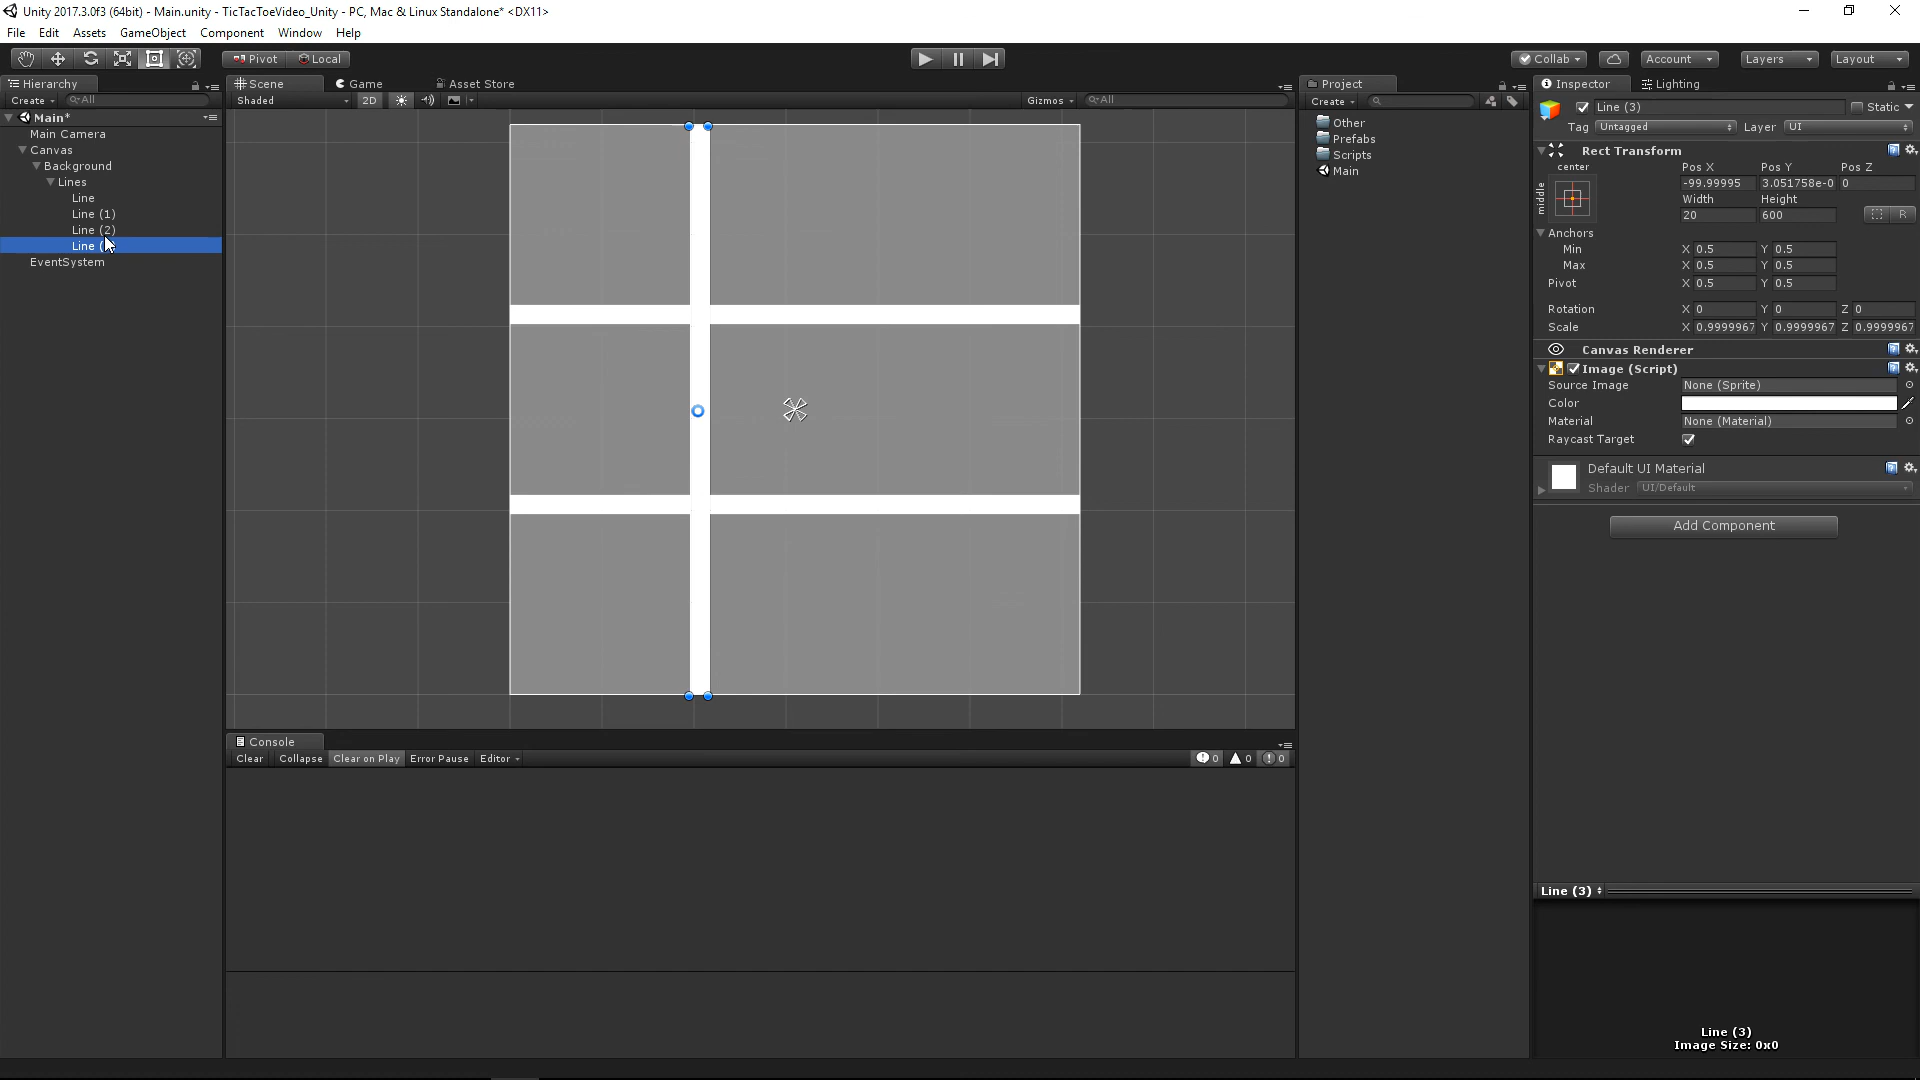 Unity 2017.3.0f3 (64bit) - Main.unity - TicTacToeVideo_Unity - PC, Mac & Linux Standalone* <DX11>
File Edit Assets GameObject Component Window Help
Pivot Local Collab Account Layers Layout
Hierarchy Scene Game Asset Store Project Inspector Lighting
Create All Shaded 2D Gizmos All Create
Line (3) Static
Tag Untagged Layer UI
Main*
Main Camera
Canvas
Background
Lines
Line
Line (1)
Line (2)
Line (
EventSystem
Other
Prefabs
Scripts
Main
Rect Transform
center
middle
Pos X Pos Y Pos Z
-99.99995 3.051758e-0 0
Width Height
20 600
R
Anchors
Min X 0.5 Y 0.5
Max X 0.5 Y 0.5
Pivot X 0.5 Y 0.5
Rotation X 0 Y 0 Z 0
Scale X 0.9999967 Y 0.9999967 Z 0.9999967
Canvas Renderer
Image (Script)
Source Image None (Sprite)
Color
Material None (Material)
Raycast Target
Default UI Material
Shader UI/Default
Add Component
Console
Clear Collapse Clear on Play Error Pause Editor 0 0 0
Line (3)
Line (3)
Image Size: 0x0